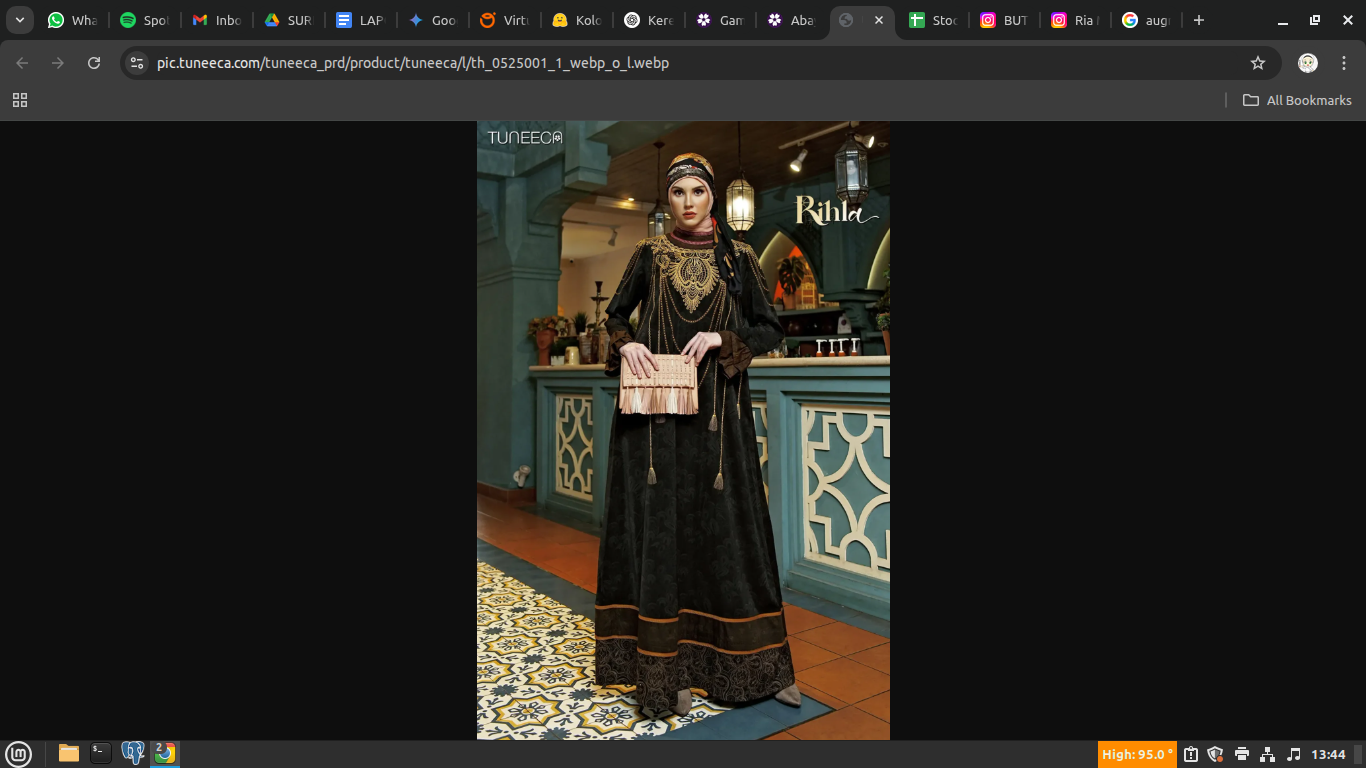 Wha
Spot
Inbo
SURI
LAP
Goo
Virtu
Kolo
Kere
Gam
Aba
Stoc
BUT
Ria
aug
pic.tuneeca.com/tuneeca_prd/product/tuneeca/l/th_0525001_1_webp_o_l.webp
All Bookmarks
TUNEECA
Rihla
High: 95.0 °
13:44